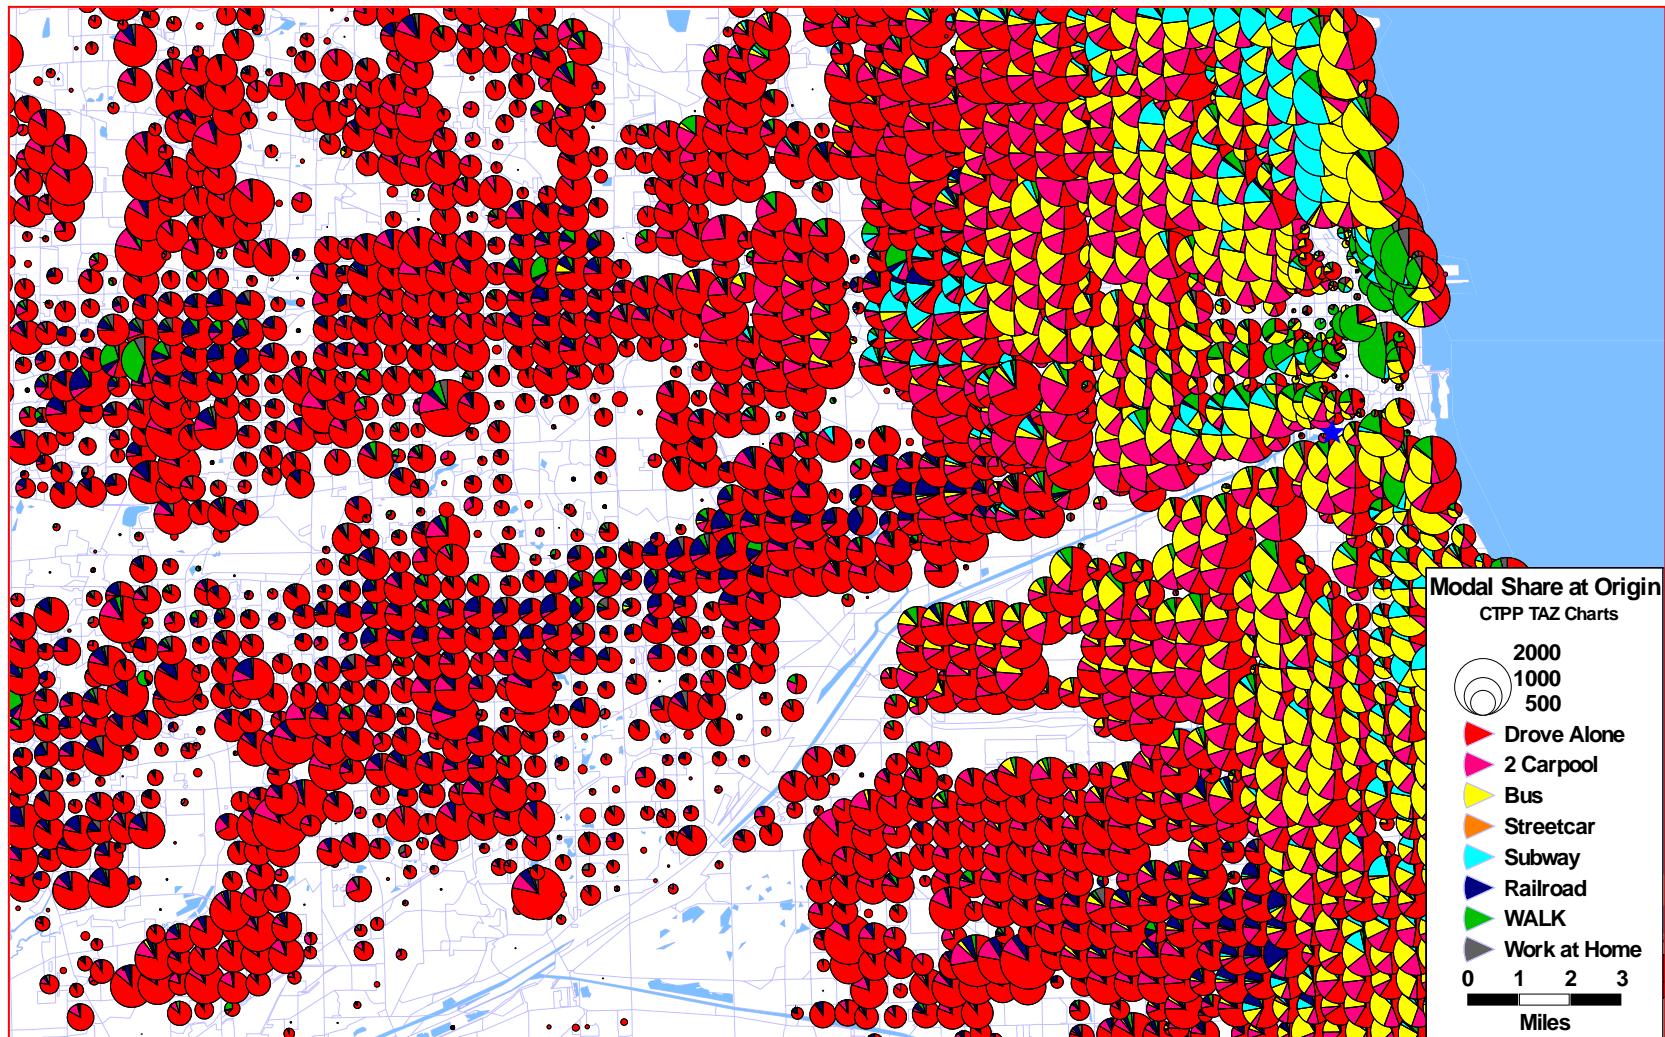 Modal Share at Origin
CTPP TAZ Charts
2000
1000
500
Drove Alone
2 Carpool
Bus
Streetcar
Subway
Railroad
WALK
Work at Home
0 1 2 3
Miles